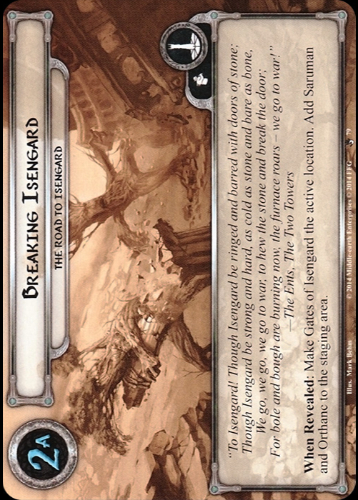 2A
Breaking Isengard
The Road to Isengard
"To Isengard! Though Isengard be ringed and barred with doors of stone;
Though Isengard be strong and hard, as cold as stone and bare as bone,
We go, we go, we go to war, to hew the stone and break the door;
For bole and bough are burning now, the furnace roars – we go to war!"
—The Ents, The Two Towers
When Revealed: Make Gates of Isengard the active location. Add Saruman
and Orthanc to the staging area.
Illus. Mark Behm © 2014 Middle-earth Enterprises © 2014 FFG 79